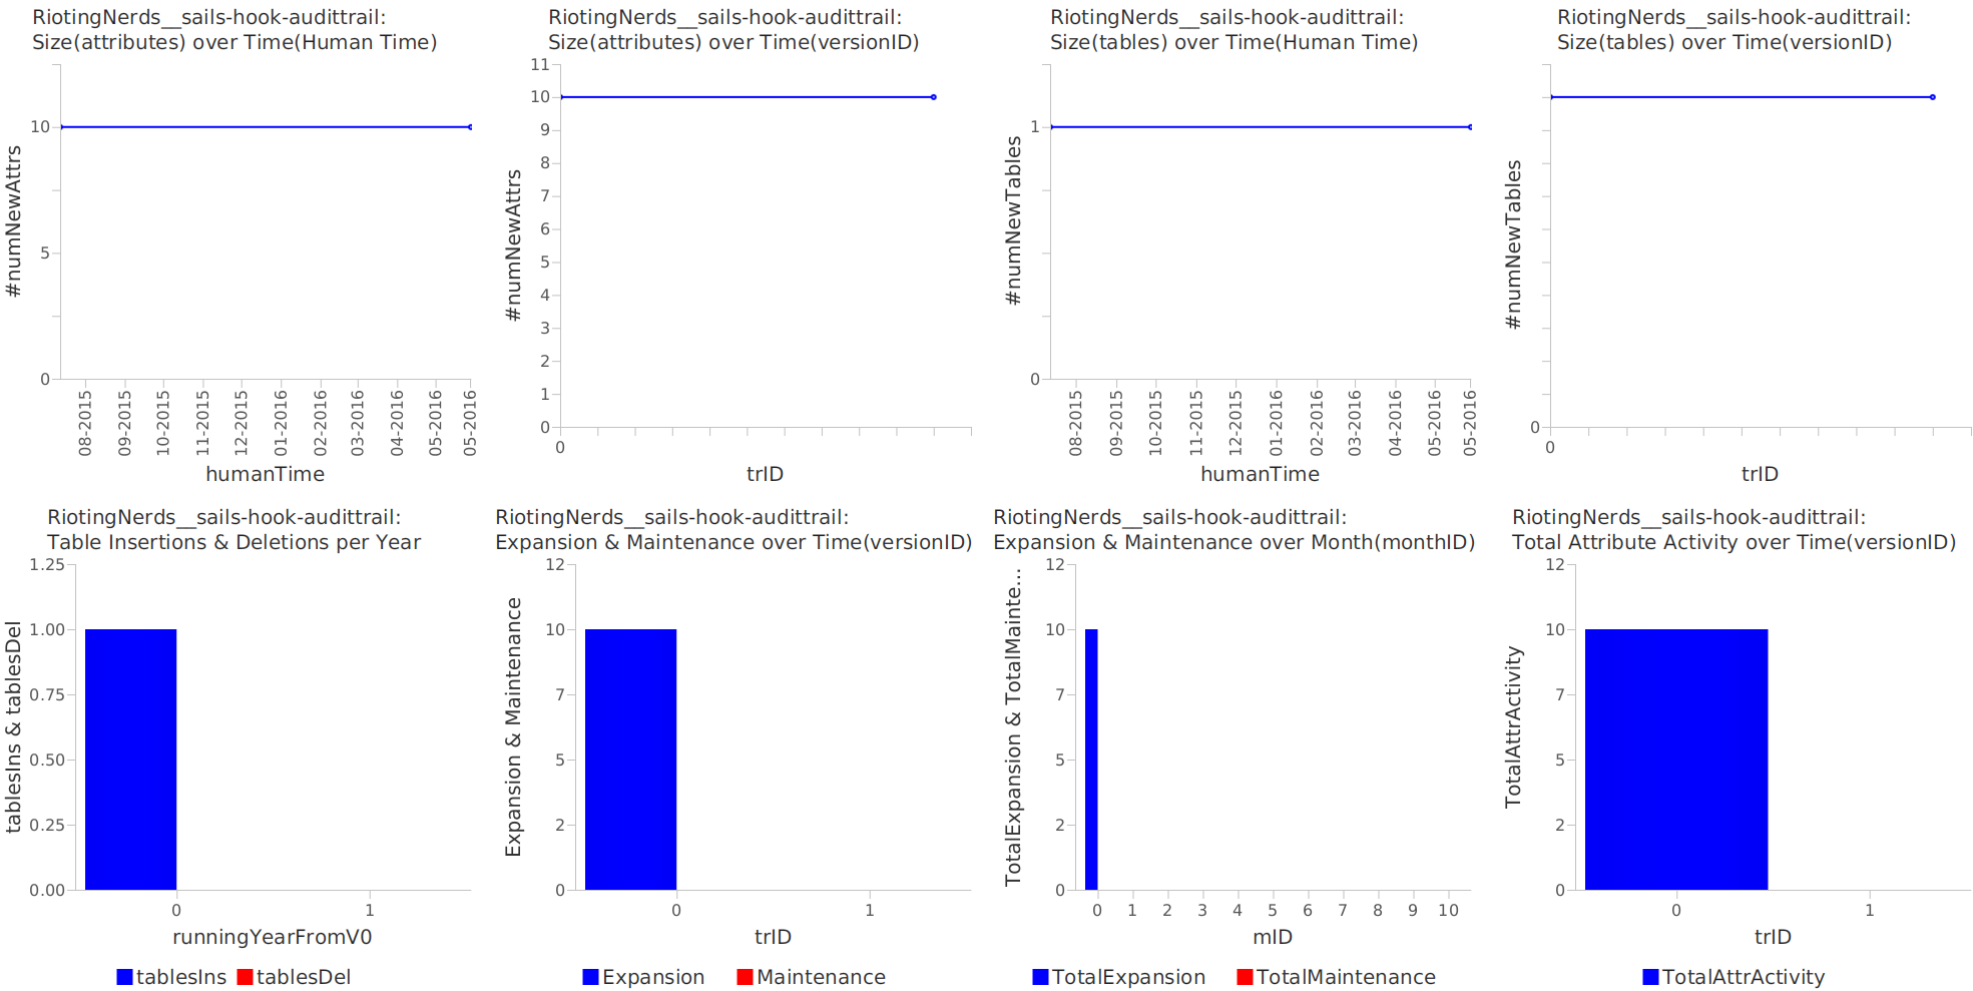 RiotingNerds__sails-hook-audittrail:
Size(attributes) over Time(Human Time)
#numNewAttrs
10
5
0
08-2015
09-2015
10-2015
11-2015
12-2015
01-2016
02-2016
03-2016
04-2016
05-2016
05-2016
humanTime
RiotingNerds__sails-hook-audittrail:
Size(attributes) over Time(versionID)
#numNewAttrs
11
10
9
8
7
6
5
4
3
2
1
0
0
trID
RiotingNerds__sails-hook-audittrail:
Size(tables) over Time(Human Time)
#numNewTables
1
0
08-2015
09-2015
10-2015
11-2015
12-2015
01-2016
02-2016
03-2016
04-2016
05-2016
05-2016
humanTime
RiotingNerds__sails-hook-audittrail:
Size(tables) over Time(versionID)
#numNewTables
0
0
trID
RiotingNerds__sails-hook-audittrail:
Table Insertions & Deletions per Year
tablesIns & tablesDel
1.25
1.00
0.75
0.50
0.25
0.00
0 1
runningYearFromV0
tablesIns tablesDel
RiotingNerds__sails-hook-audittrail:
Expansion & Maintenance over Time(versionID)
Expansion & Maintenance
12
10
7
5
2
0
0 1
trID
Expansion Maintenance
RiotingNerds__sails-hook-audittrail:
Expansion & Maintenance over Month(monthID)
TotalExpansion & TotalMainte...
12
10
7
5
2
0
0 1 2 3 4 5 6 7 8 9 10
mID
TotalExpansion TotalMaintenance
RiotingNerds__sails-hook-audittrail:
Total Attribute Activity over Time(versionID)
TotalAttrActivity
12
10
7
5
2
0
0 1
trID
TotalAttrActivity